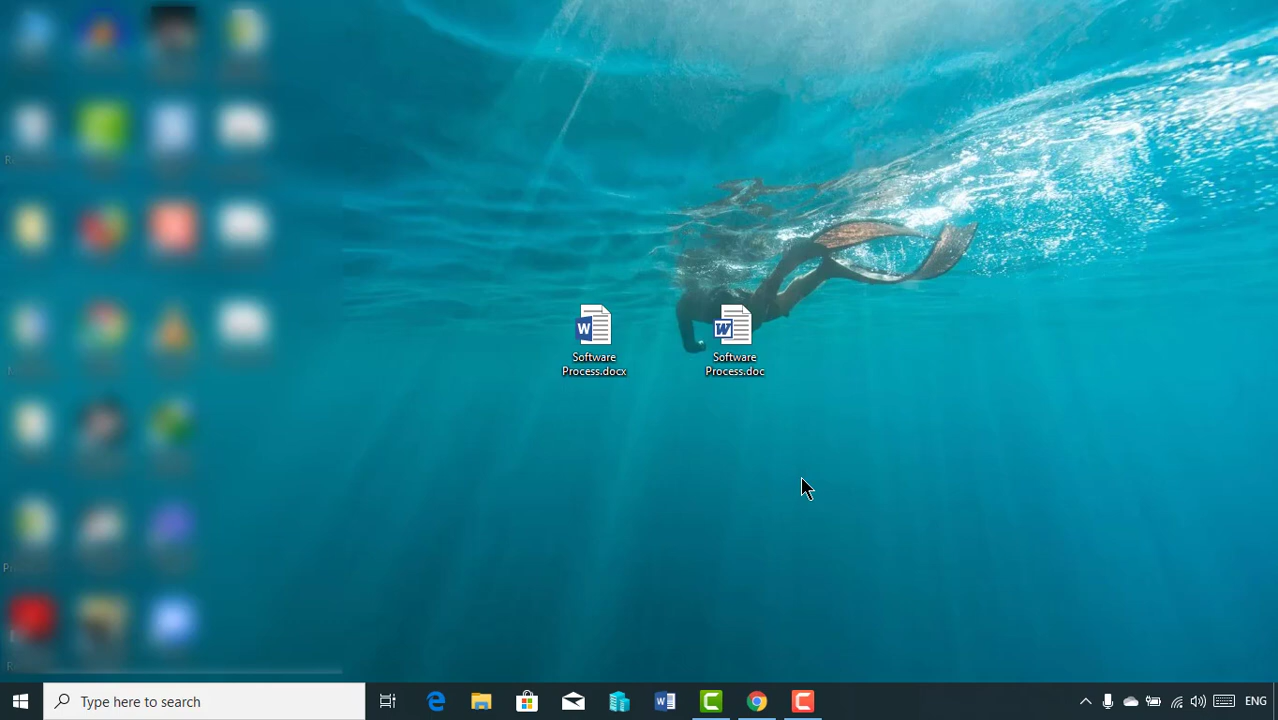 Software
Process.docx
Software
Process.doc
Type here to search
ENG